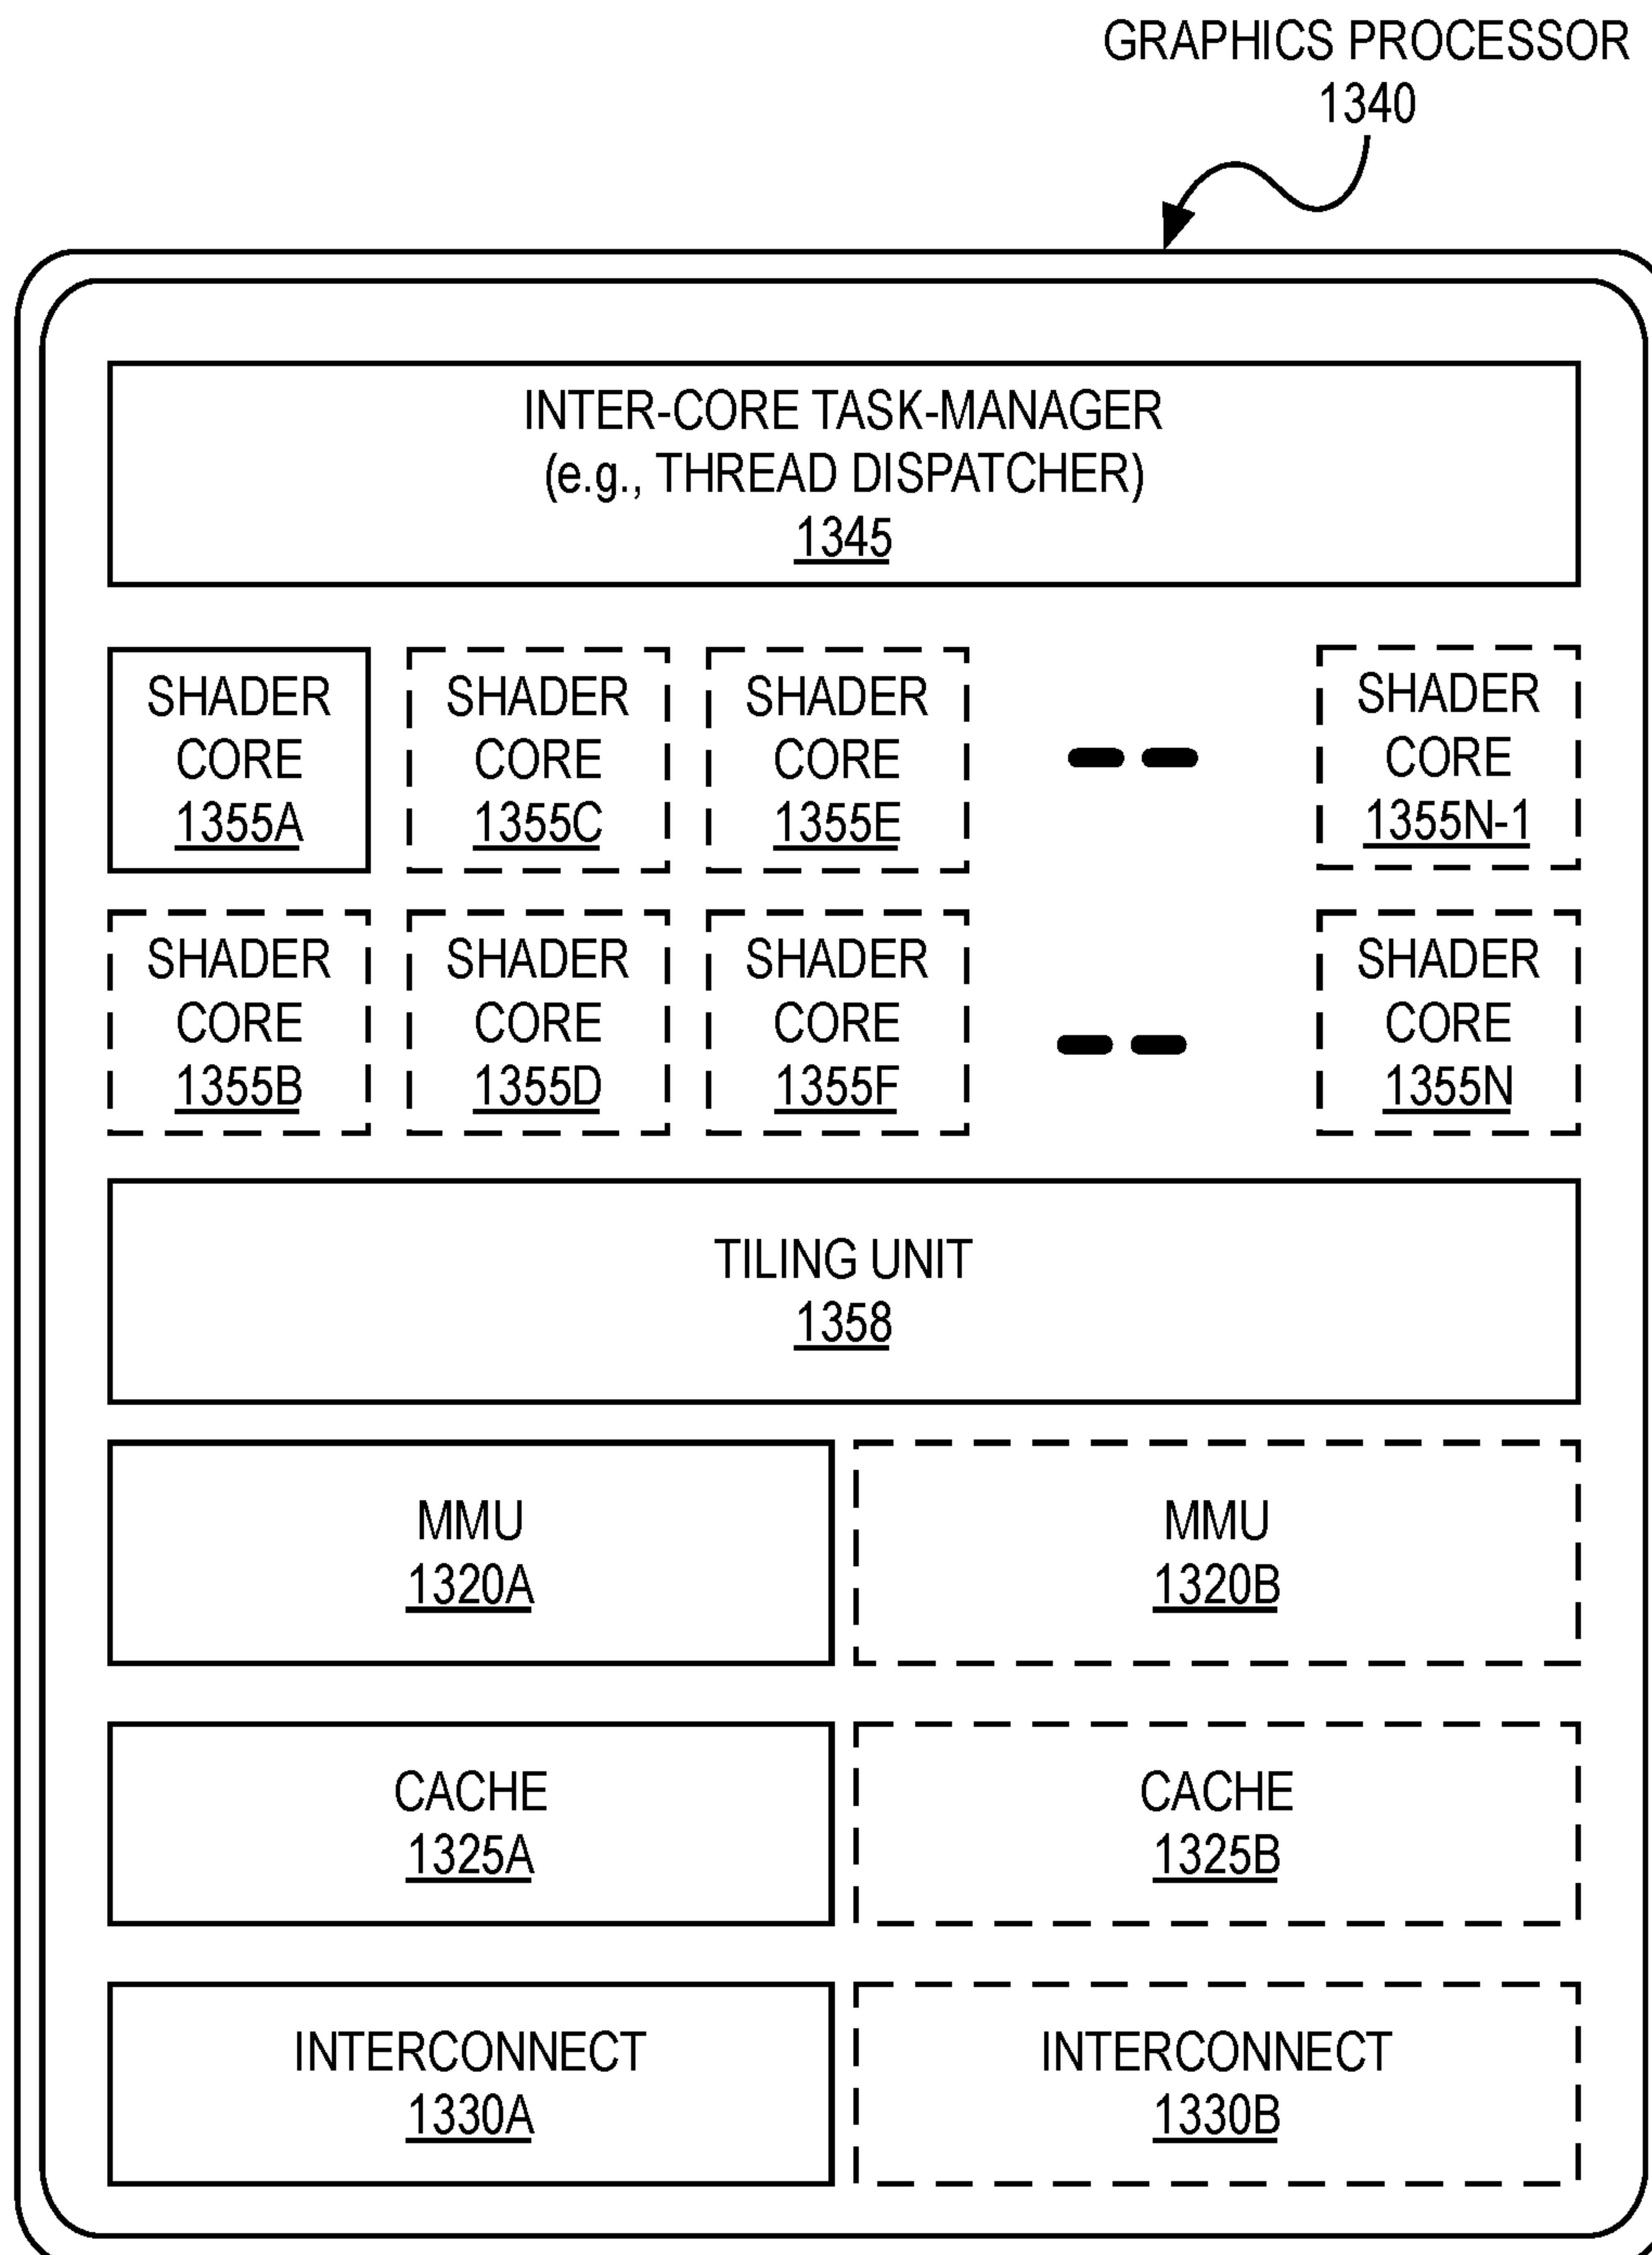 GRAPHICS PROCESSOR
1340
INTER-CORE TASK-MANAGER
(e.g., THREAD DISPATCHER)
1345
SHADER
CORE
1355A
SHADER
CORE
1355C
SHADER
CORE
1355E
SHADER
CORE
1355N-1
SHADER
CORE
1355B
SHADER
CORE
1355D
SHADER
CORE
1355F
SHADER
CORE
1355N
TILING UNIT
1358
MMU
1320A
MMU
1320B
CACHE
1325A
CACHE
1325B
INTERCONNECT
1330A
INTERCONNECT
1330B